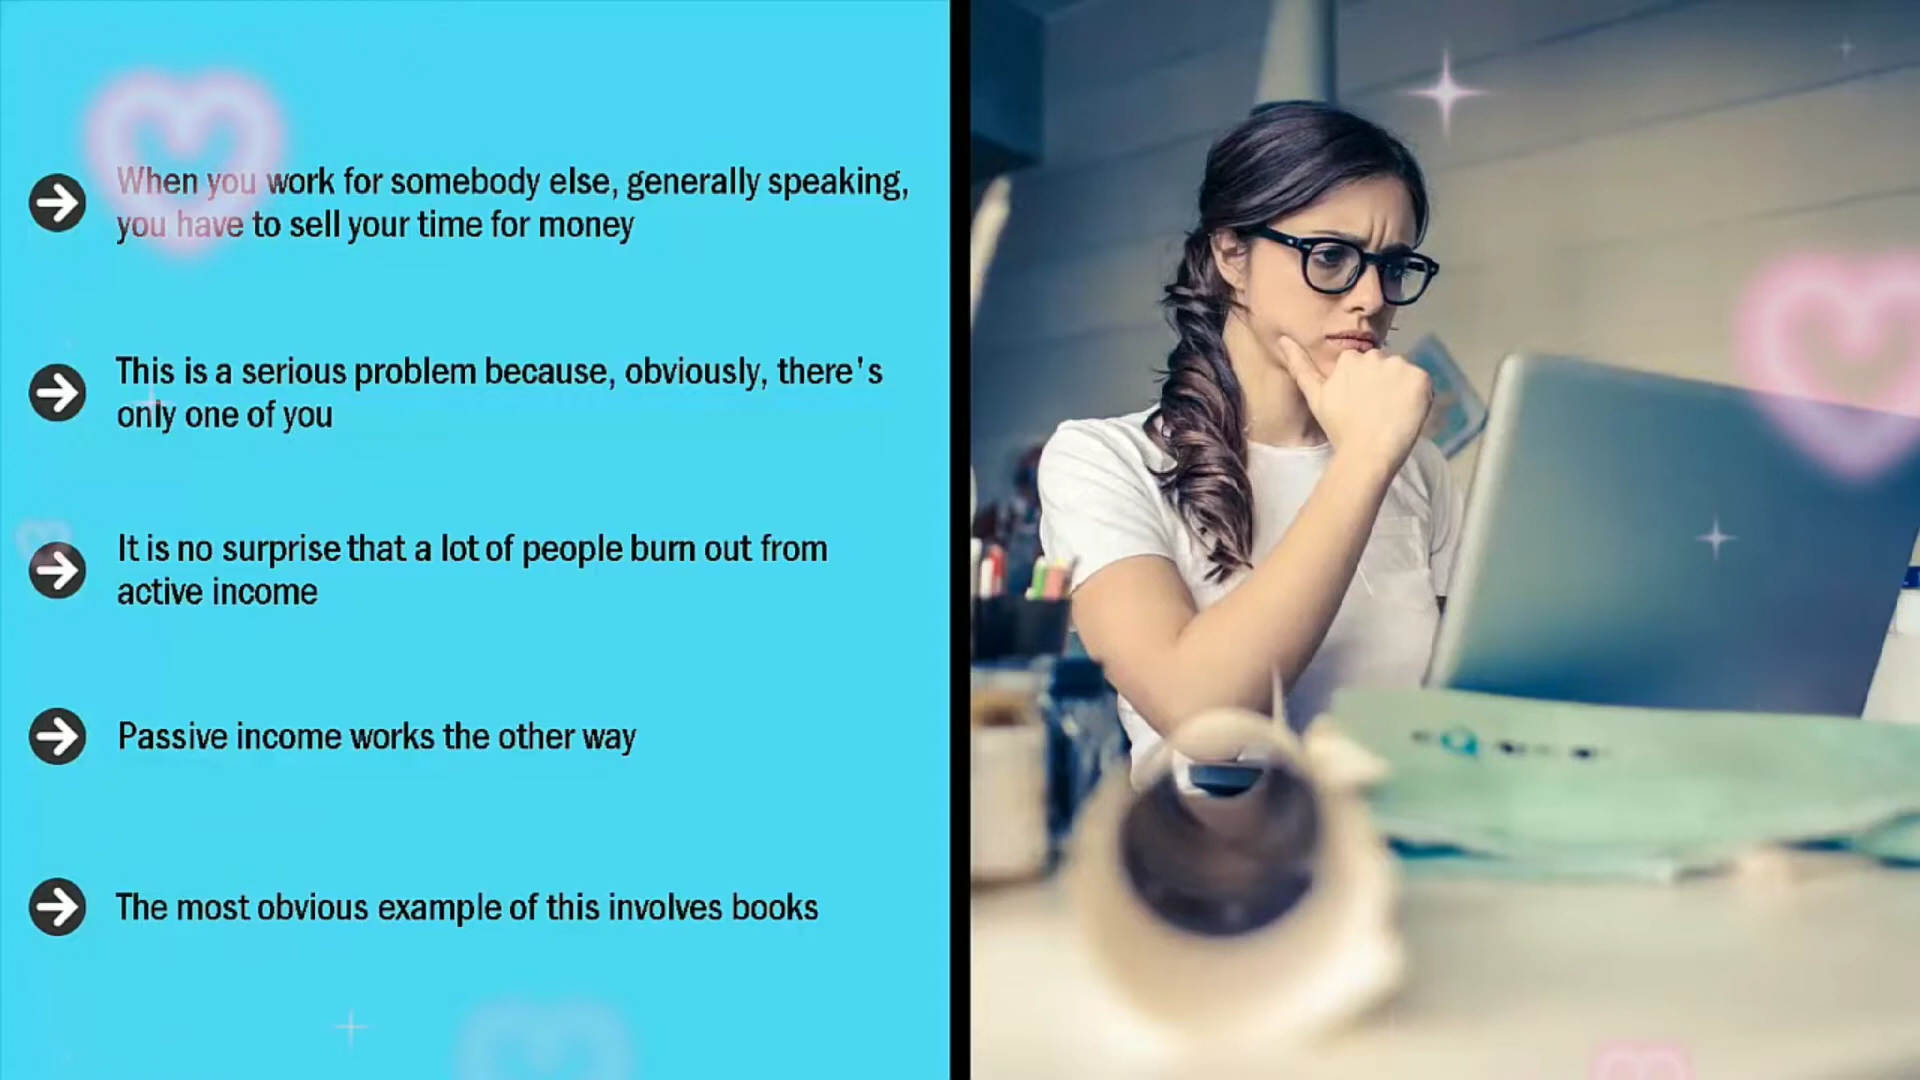 When you work for somebody else, generally speaking,
you have to sell your time for money
This is a serious problem because, obviously, there's
only one of you
It is no surprise that a lot of people burn out from
active income
Passive income works the other way
The most obvious example of this involves books